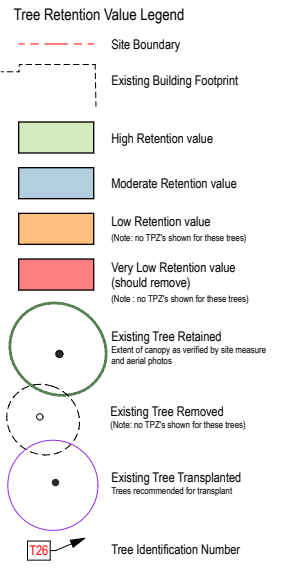 Tree Retention Value Legend
Site Boundary
Existing Building Footprint
High Retention value
Moderate Retention value
Low Retention value
(Note: no TPZ's shown for these trees)
Very Low Retention value
(should remove)
(Note : no TPZ's shown for these trees)
Existing Tree Retained
Extent of canopy as verified by site measure
and aerial photos
Existing Tree Removed
(Note: no TPZ's shown for these trees)
Existing Tree Transplanted
Trees recommended for transplant
T26
Tree Identification Number